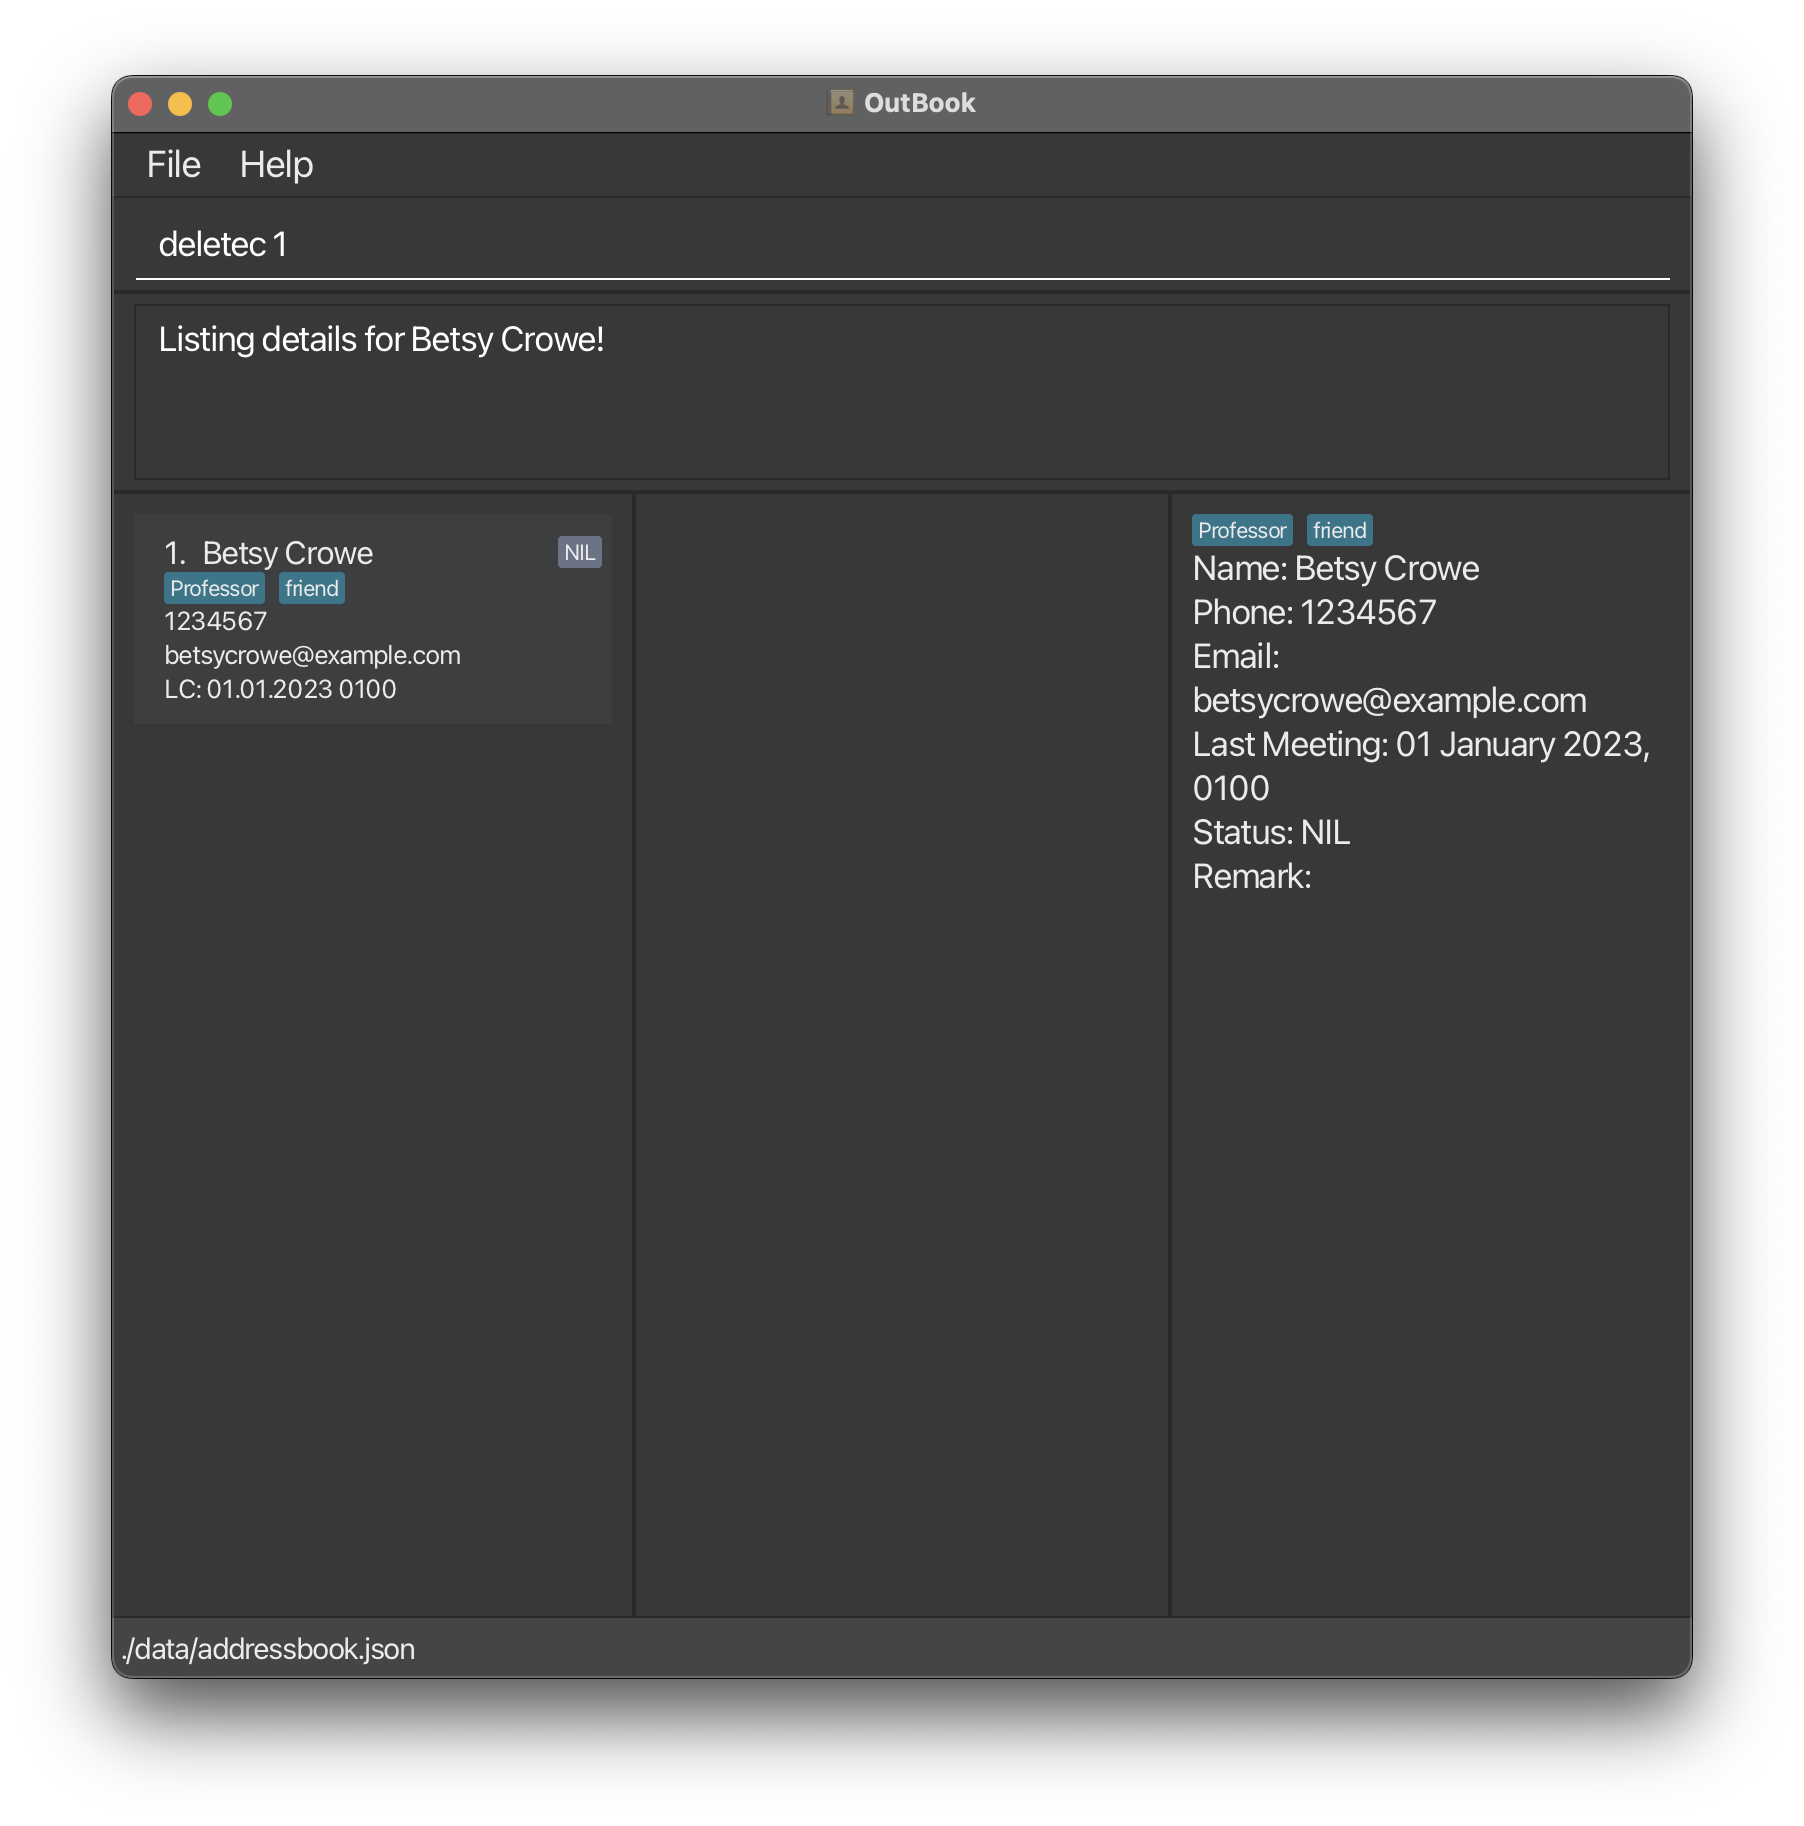 OutBook
File Help
deletec 1
Listing details for Betsy Crowe!
1. Betsy Crowe NIL
Professor friend
1234567
betsycrowe@example.com
LC: 01.01.2023 0100
Professor friend
Name: Betsy Crowe
Phone: 1234567
Email:
betsycrowe@example.com
Last Meeting: 01 January 2023,
0100
Status: NIL
Remark:
./data/addressbook.json